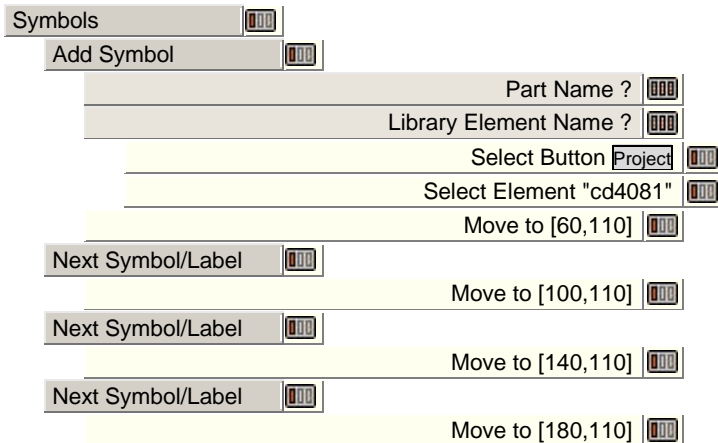 Symbols
Add Symbol
Part Name ?
Library Element Name ?
Select Button Project
Select Element "cd4081"
Move to [60,110]
Next Symbol/Label
Move to [100,110]
Next Symbol/Label
Move to [140,110]
Next Symbol/Label
Move to [180,110]